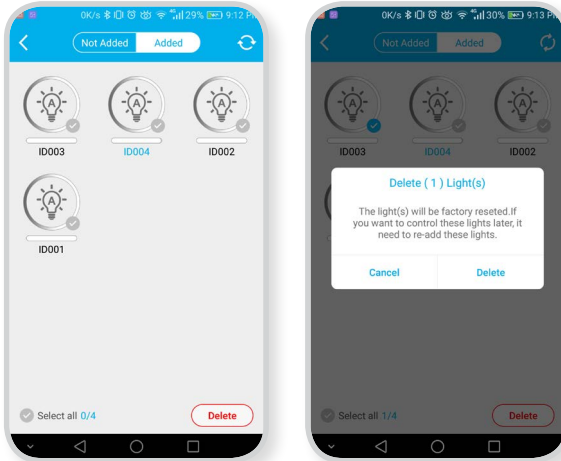 0K/s 4G 29% 9:12 P
Not Added Added
A A A
ID003 ID004 ID002
A
ID001
Select all 0/4 Delete
0K/s 4G 30% 9:13 P
Not Added Added
A A A
ID003 ID004 ID002
Delete ( 1 ) Light(s)
The light(s) will be factory reseted.If
you want to control these lights later, it
need to re-add these lights.
Cancel Delete
Select all 1/4 Delete